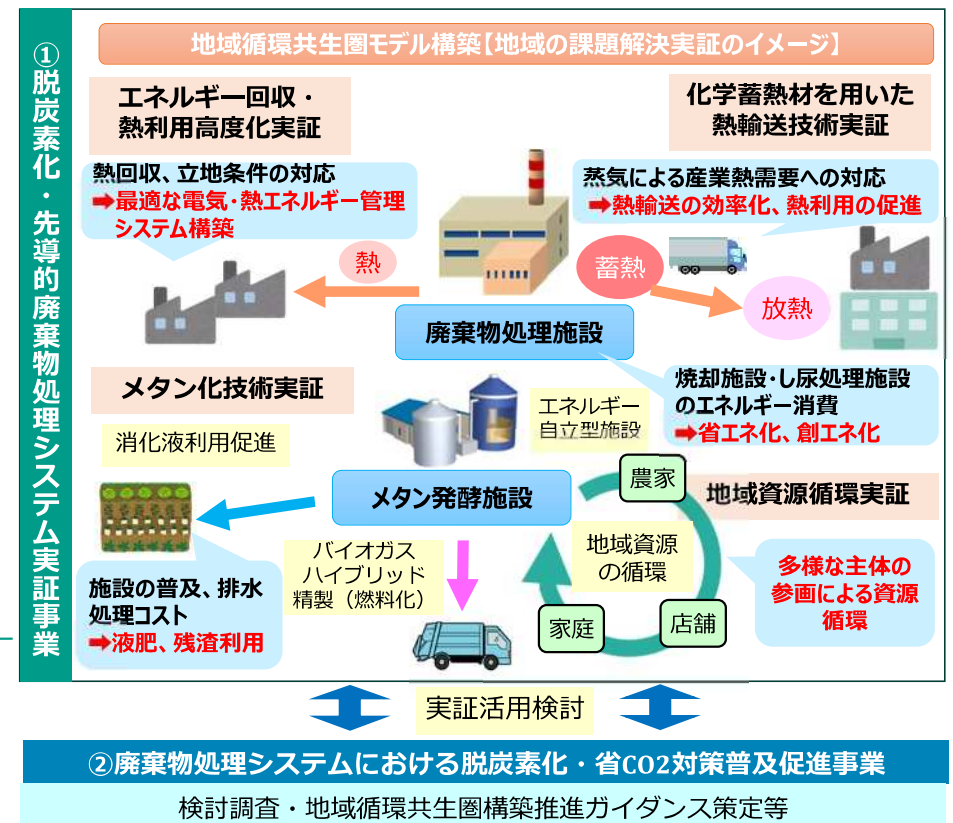 ①脱炭素化・先導的廃棄物処理システム実証事業
地域循環共生圏モデル構築【地域の課題解決実証のイメージ】
エネルギー回収・
熱利用高度化実証
熱回収、立地条件の対応
➡最適な電気・熱エネルギー管理
システム構築
化学蓄熱材を用いた
熱輸送技術実証
蒸気による産業熱需要への対応
➡熱輸送の効率化、熱利用の促進
熱
蓄熱
放熱
廃棄物処理施設
焼却施設・し尿処理施設
のエネルギー消費
➡省エネ化、創エネ化
メタン化技術実証
消化液利用促進
エネルギー
自立型施設
メタン発酵施設
施設の普及、排水
処理コスト
➡液肥、残渣利用
バイオガス
ハイブリッド
精製（燃料化）
地域資源循環実証
農家
地域資源
の循環
家庭
店舗
多様な主体の
参画による資源
循環
実証活用検討
②廃棄物処理システムにおける脱炭素化・省CO2対策普及促進事業
検討調査・地域循環共生圏構築推進ガイダンス策定等